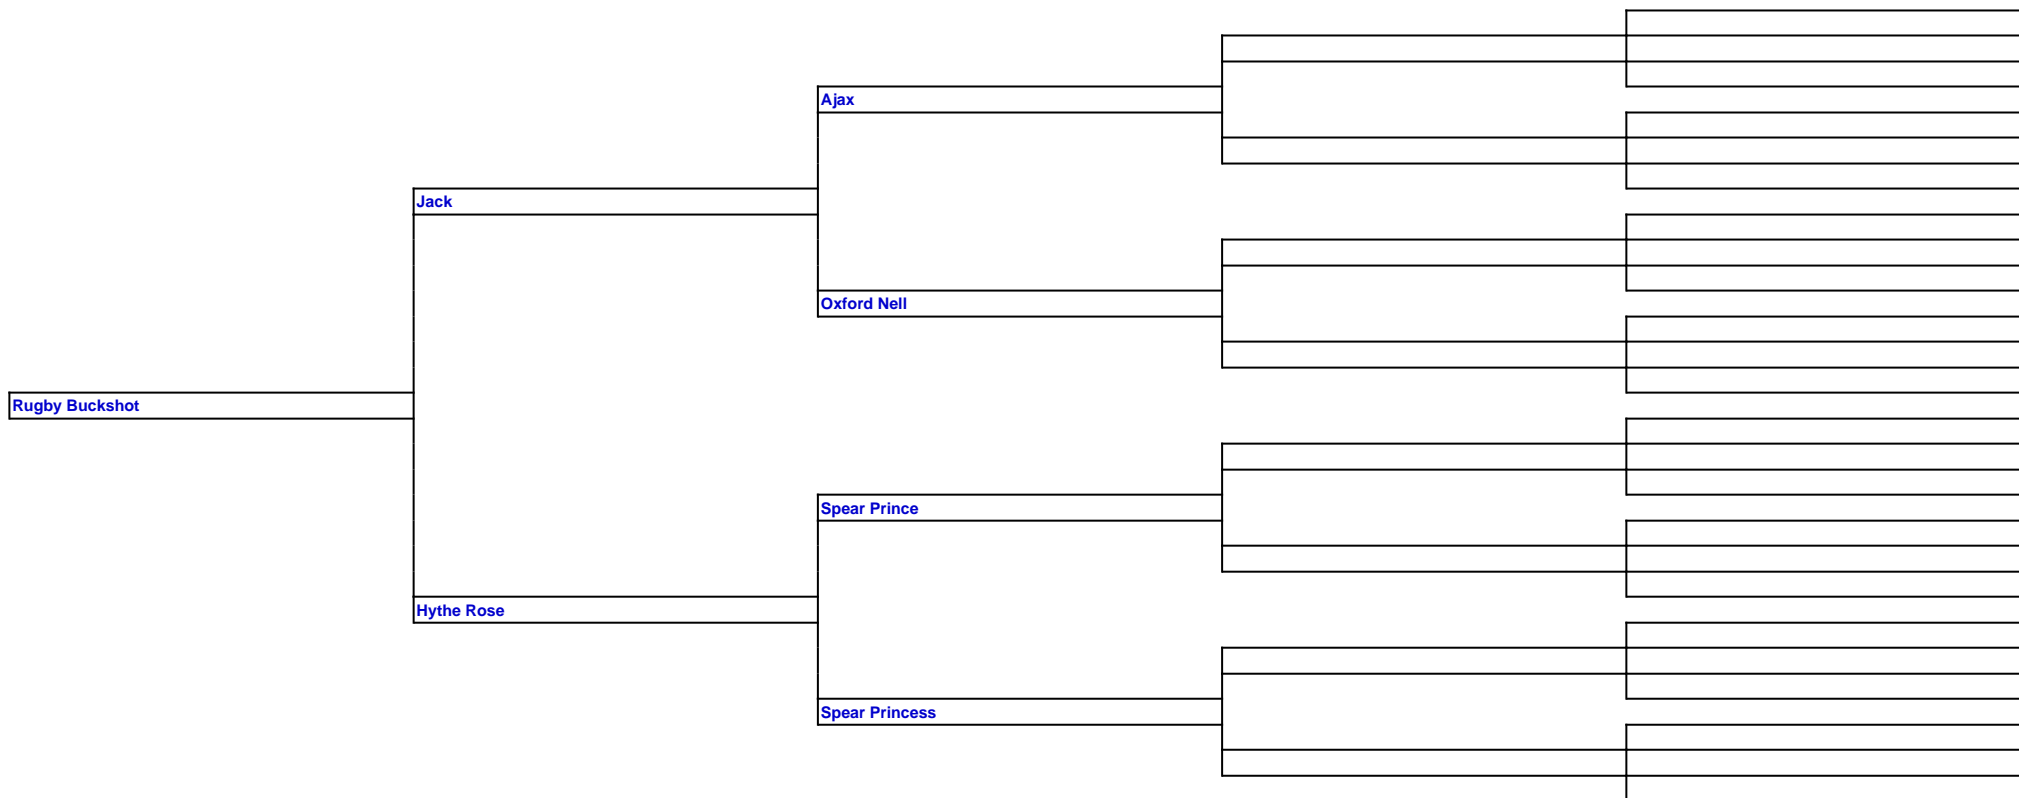 Ajax
Jack
Oxford Nell
Rugby Buckshot
Spear Prince
Hythe Rose
Spear Princess